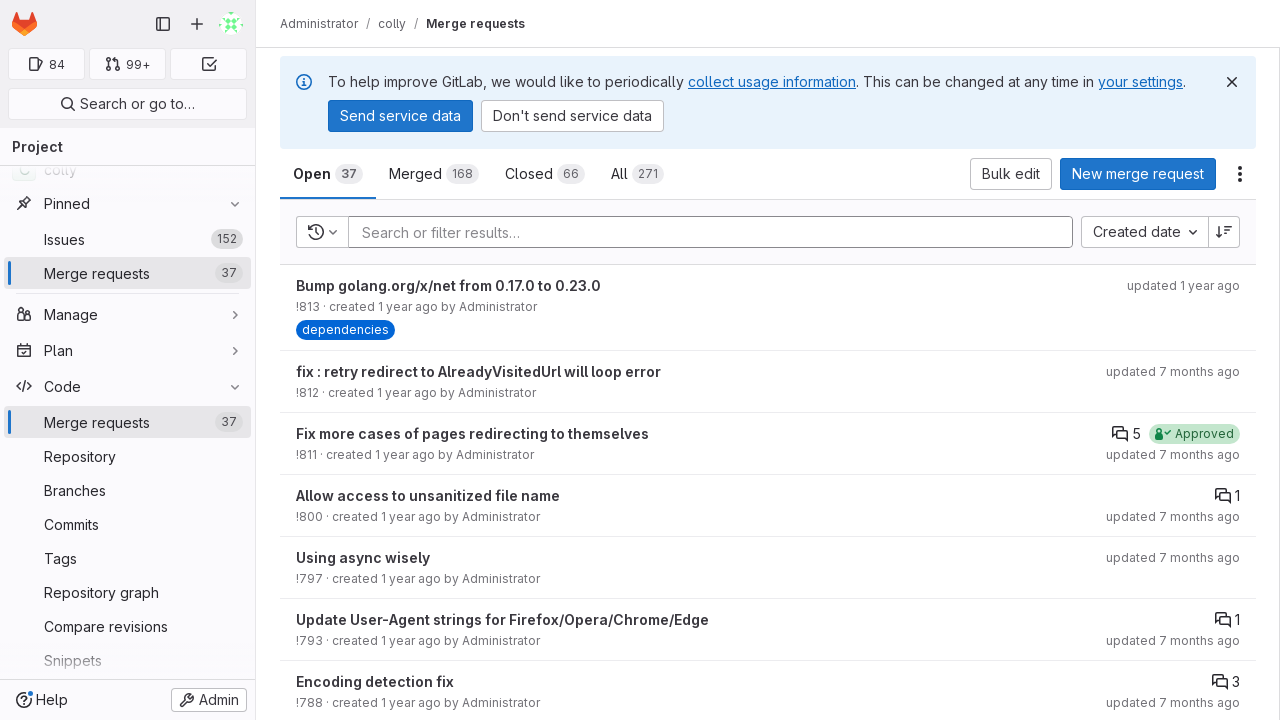 Administrator / colly / Merge requests
84
99+
Search or go to…
Project
colly
Pinned
Issues 152
Merge requests 37
Manage
Plan
Code
Merge requests 37
Repository
Branches
Commits
Tags
Repository graph
Compare revisions
Snippets
Help
Admin
To help improve GitLab, we would like to periodically collect usage information. This can be changed at any time in your settings.
Send service data
Don't send service data
Open 37
Merged 168
Closed 66
All 271
Bulk edit
New merge request
Search or filter results…
Created date
Bump golang.org/x/net from 0.17.0 to 0.23.0
updated 1 year ago
!813 · created 1 year ago by Administrator
dependencies
fix : retry redirect to AlreadyVisitedUrl will loop error
updated 7 months ago
!812 · created 1 year ago by Administrator
Fix more cases of pages redirecting to themselves
5 Approved
!811 · created 1 year ago by Administrator
updated 7 months ago
Allow access to unsanitized file name
1
!800 · created 1 year ago by Administrator
updated 7 months ago
Using async wisely
updated 7 months ago
!797 · created 1 year ago by Administrator
Update User-Agent strings for Firefox/Opera/Chrome/Edge
1
!793 · created 1 year ago by Administrator
updated 7 months ago
Encoding detection fix
3
!788 · created 1 year ago by Administrator
updated 7 months ago